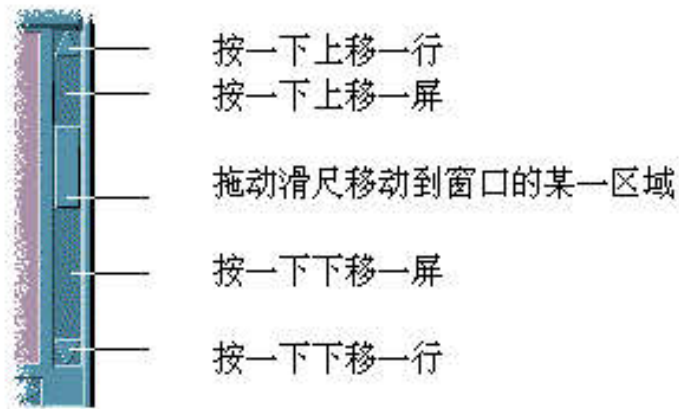 按一下上移一行
按一下上移一屏
拖动滑尺移动到窗口的某一区域
按一下下移一屏
按一下下移一行